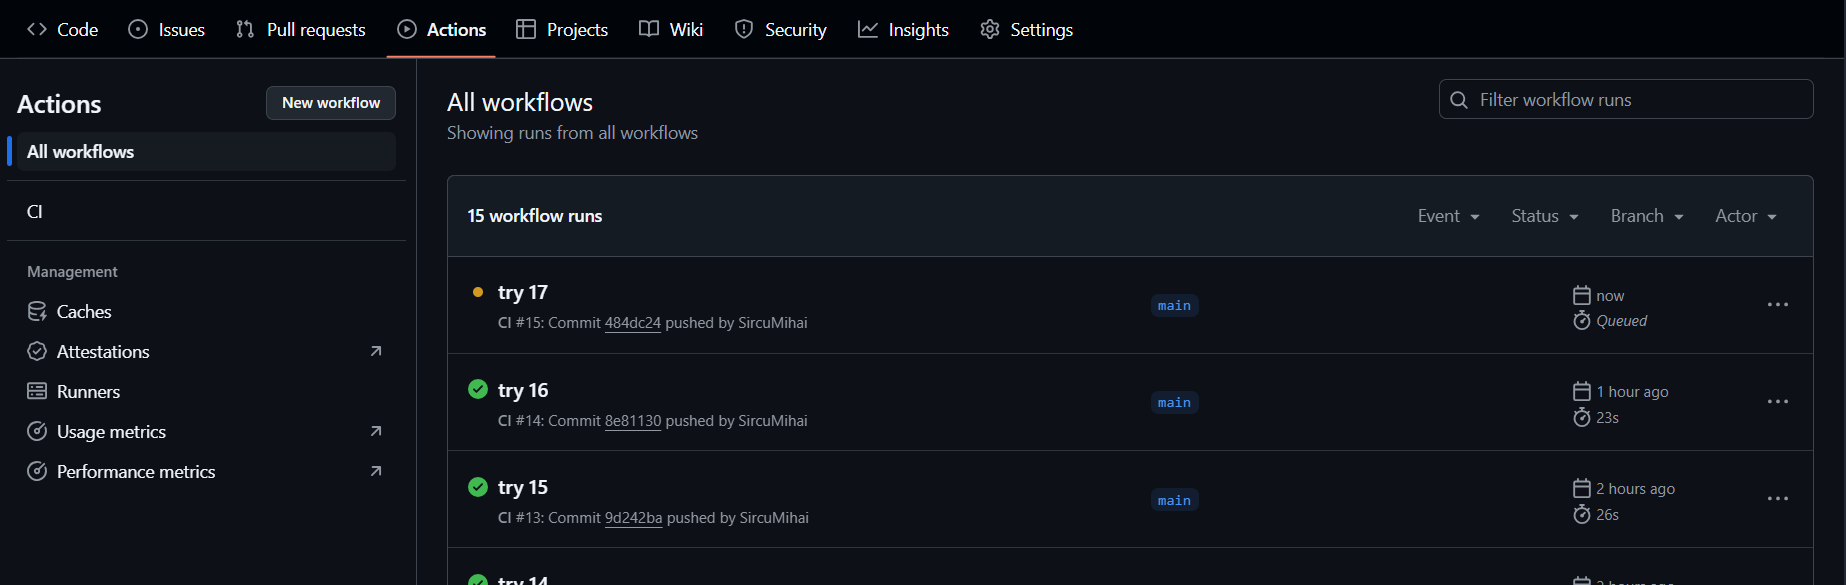 Code Issues Pull requests Actions Projects Wiki Security Insights Settings
Actions
New workflow
All workflows
CI
Management
Caches
Attestations
Runners
Usage metrics
Performance metrics
All workflows
Showing runs from all workflows
Filter workflow runs
15 workflow runs
Event Status Branch Actor
try 17
CI #15: Commit 484dc24 pushed by SircuMihai
main
now
Queued
try 16
CI #14: Commit 8e81130 pushed by SircuMihai
main
1 hour ago
23s
try 15
CI #13: Commit 9d242ba pushed by SircuMihai
main
2 hours ago
26s
try 14